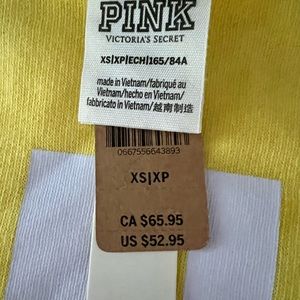 PINK
VICTORIA'S SECRET
XS|XP|ECH|165/84A
made in Vietnam/fabriqué au
Vietnam/hecho en Vietnam/
fabbricato in Vietnam/越南制造
0667556643893
XS|XP
CA $65.95
US $52.95